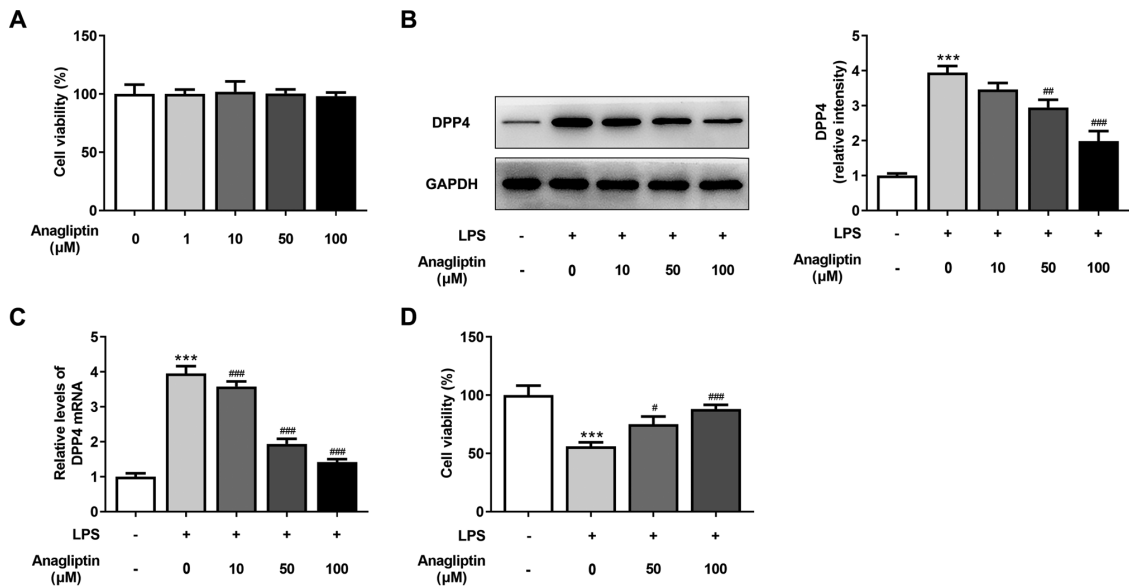 A
Cell viability (%)
150
100
50
0
Anagliptin
(μM)
0 1 10 50 100
B
DPP4
GAPDH
LPS
- + + + +
Anagliptin
(μM)
- 0 10 50 100
DPP4
(relative intensity)
5
4
3
2
1
0
***
##
###
LPS
- + + + +
Anagliptin
(μM)
- 0 10 50 100
C
Relative levels of
DPP4 mRNA
5
4
3
2
1
0
***
###
###
###
LPS
- + + + +
Anagliptin
(μM)
- 0 10 50 100
D
Cell viability (%)
150
100
50
0
***
#
###
LPS
- + + +
Anagliptin
(μM)
- 0 50 100